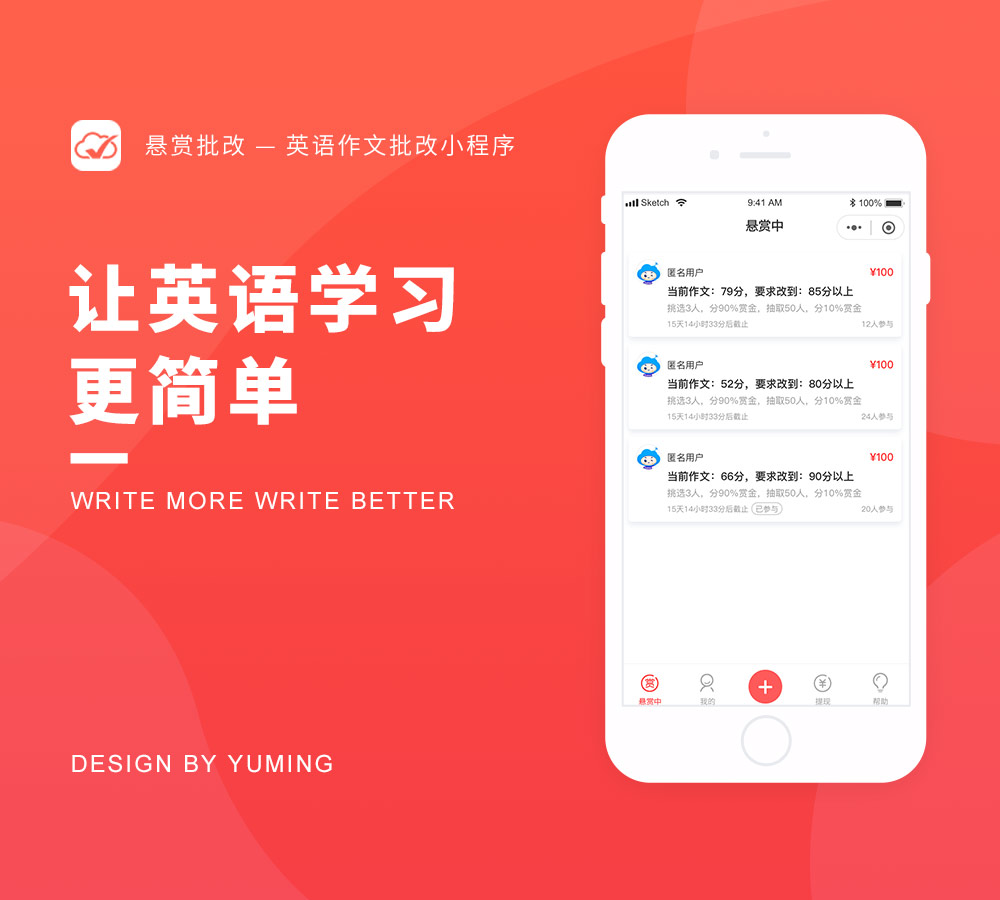 悬赏批改 — 英语作文批改小程序
让英语学习
更简单
WRITE MORE WRITE BETTER
DESIGN BY YUMING
Sketch 9:41 AM 100%
悬赏中
匿名用户 ¥100
当前作文：79分，要求改到：85分以上
挑选3人，分90%赏金，抽取50人，分10%赏金
15天14小时33分后截止 12人参与
匿名用户 ¥100
当前作文：52分，要求改到：80分以上
挑选3人，分90%赏金，抽取50人，分10%赏金
15天14小时33分后截止 24人参与
匿名用户 ¥100
当前作文：66分，要求改到：90分以上
挑选3人，分90%赏金，抽取50人，分10%赏金
15天14小时33分后截止 已参与 20人参与
赏 + ¥
悬赏中 我的 提现 帮助